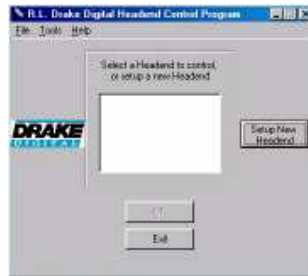 R.L. Drake Digital Headend Control Program
File Tools Help
Select a Headend to control,
or setup a new Headend
DRAKE
DIGITAL
Setup New
Headend
Exit